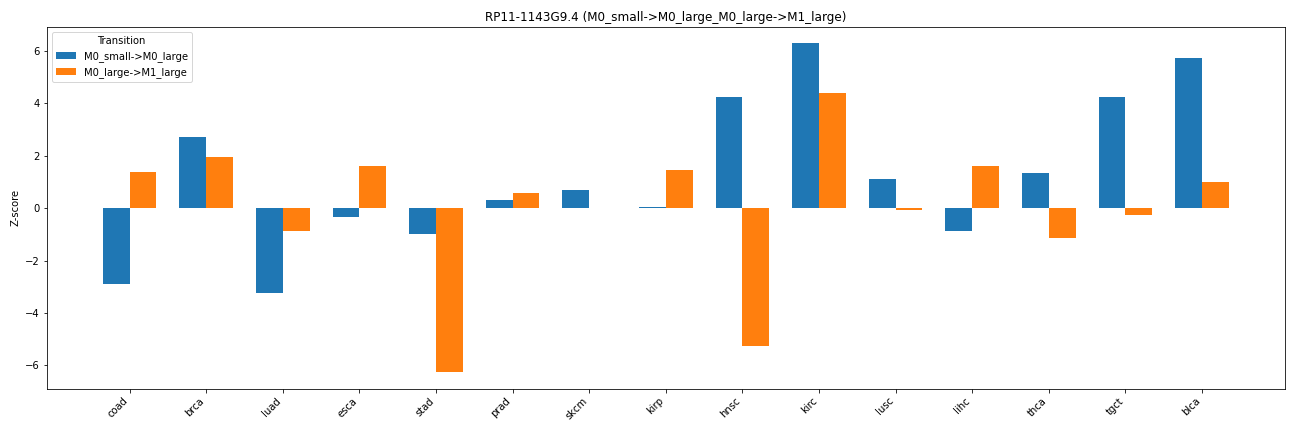 RP11-1143G9.4 (M0_small->M0_large_M0_large->M1_large)
Transition
M0_small->M0_large
M0_large->M1_large
Z-score
6
4
2
0
−2
−4
−6
coad
brca
luad
esca
stad
prad
skcm
kirp
hnsc
kirc
lusc
lihc
thca
tgct
blca